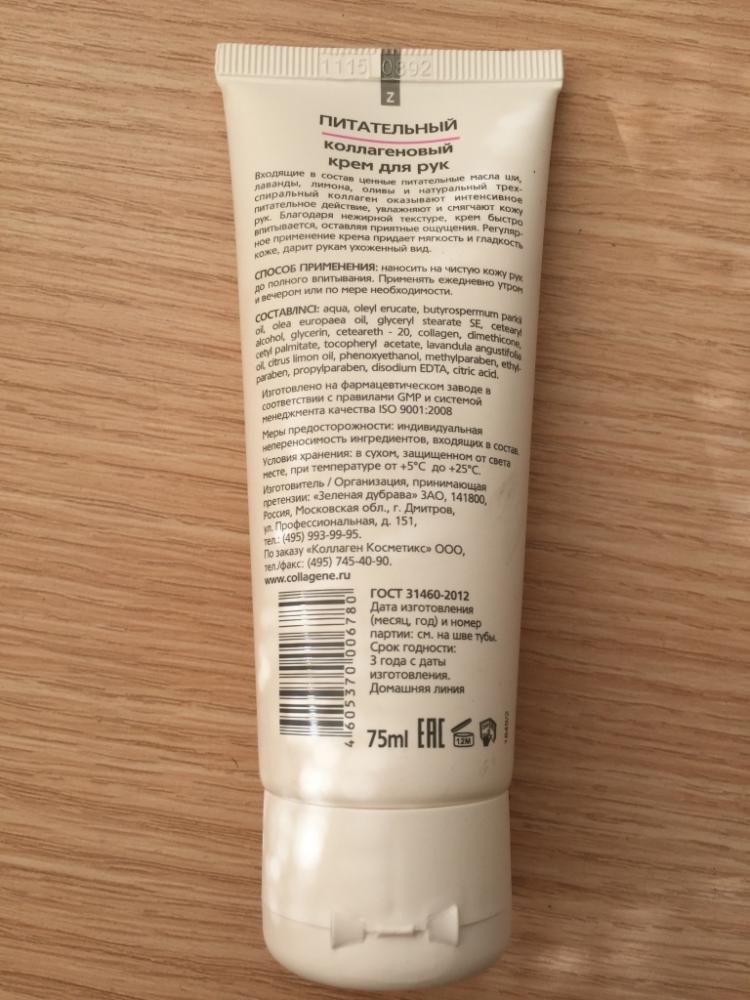 1115 0892
Z
ПИТАТЕЛЬНЫЙ
коллагеновый
крем для рук
Входящие в состав ценные питательные масла ши,
лаванды, лимона, оливы и натуральный трех-
спиральный коллаген оказывают интенсивное
питательное действие, увлажняют и смягчают кожу
рук. Благодаря нежирной текстуре, крем быстро
впитывается, оставляя приятные ощущения. Регуляр-
ное применение крема придает мягкость и гладкость
коже, дарит рукам ухоженный вид.
СПОСОБ ПРИМЕНЕНИЯ: наносить на чистую кожу рук
до полного впитывания. Применять ежедневно утром
и вечером или по мере необходимости.
СОСТАВ/INCI: aqua, oleyl erucate, butyrospermum parkii
oil, olea europaea oil, glyceryl stearate SE, cetearyl
alcohol, glycerin, ceteareth - 20, collagen, dimethicone,
cetyl palmitate, tocopheryl acetate, lavandula angustifolia
oil, citrus limon oil, phenoxyethanol, methylparaben, ethyl-
paraben, propylparaben, disodium EDTA, citric acid.
Изготовлено на фармацевтическом заводе в
соответствии с правилами GMP и системой
менеджмента качества ISO 9001:2008
Меры предосторожности: индивидуальная
непереносимость ингредиентов, входящих в состав.
Условия хранения: в сухом, защищенном от света
месте, при температуре от +5°C до +25°C.
Изготовитель / Организация, принимающая
претензии: «Зеленая дубрава» ЗАО, 141800,
Россия, Московская обл., г. Дмитров,
ул. Профессиональная, д. 151,
тел.: (495) 993-99-95.
По заказу «Коллаген Косметикс» ООО,
тел./факс: (495) 745-40-90.
www.collagene.ru
ГОСТ 31460-2012
Дата изготовления
(месяц, год) и номер
партии: см. на шве тубы.
Срок годности:
3 года с даты
изготовления.
Домашняя линия
4 605370 006780
75ml EAC 12M